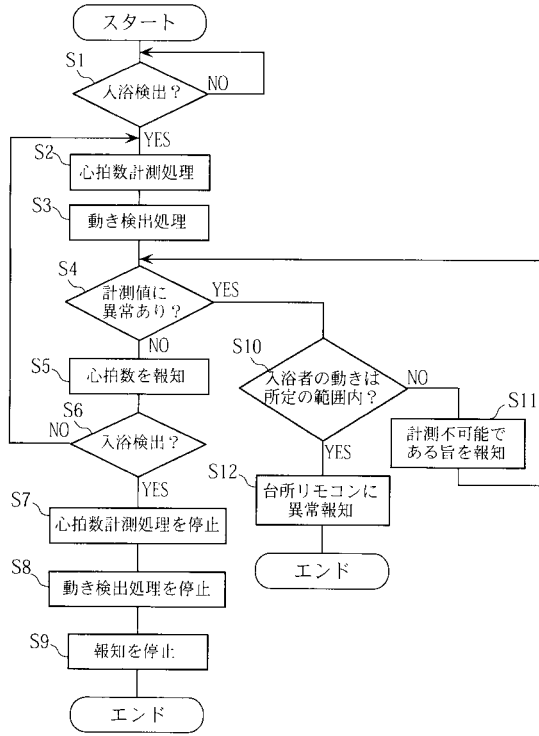 スタート
S1
入浴検出?
NO
YES
S2
心拍数計測処理
S3
動き検出処理
S4
計測値に
異常あり?
YES
NO
S5
心拍数を報知
S6
入浴検出?
NO
YES
S7
心拍数計測処理を停止
S8
動き検出処理を停止
S9
報知を停止
エンド
S10
入浴者の動きは
所定の範囲内?
NO
YES
S11
計測不可能で
ある旨を報知
S12
台所リモコンに
異常報知
エンド